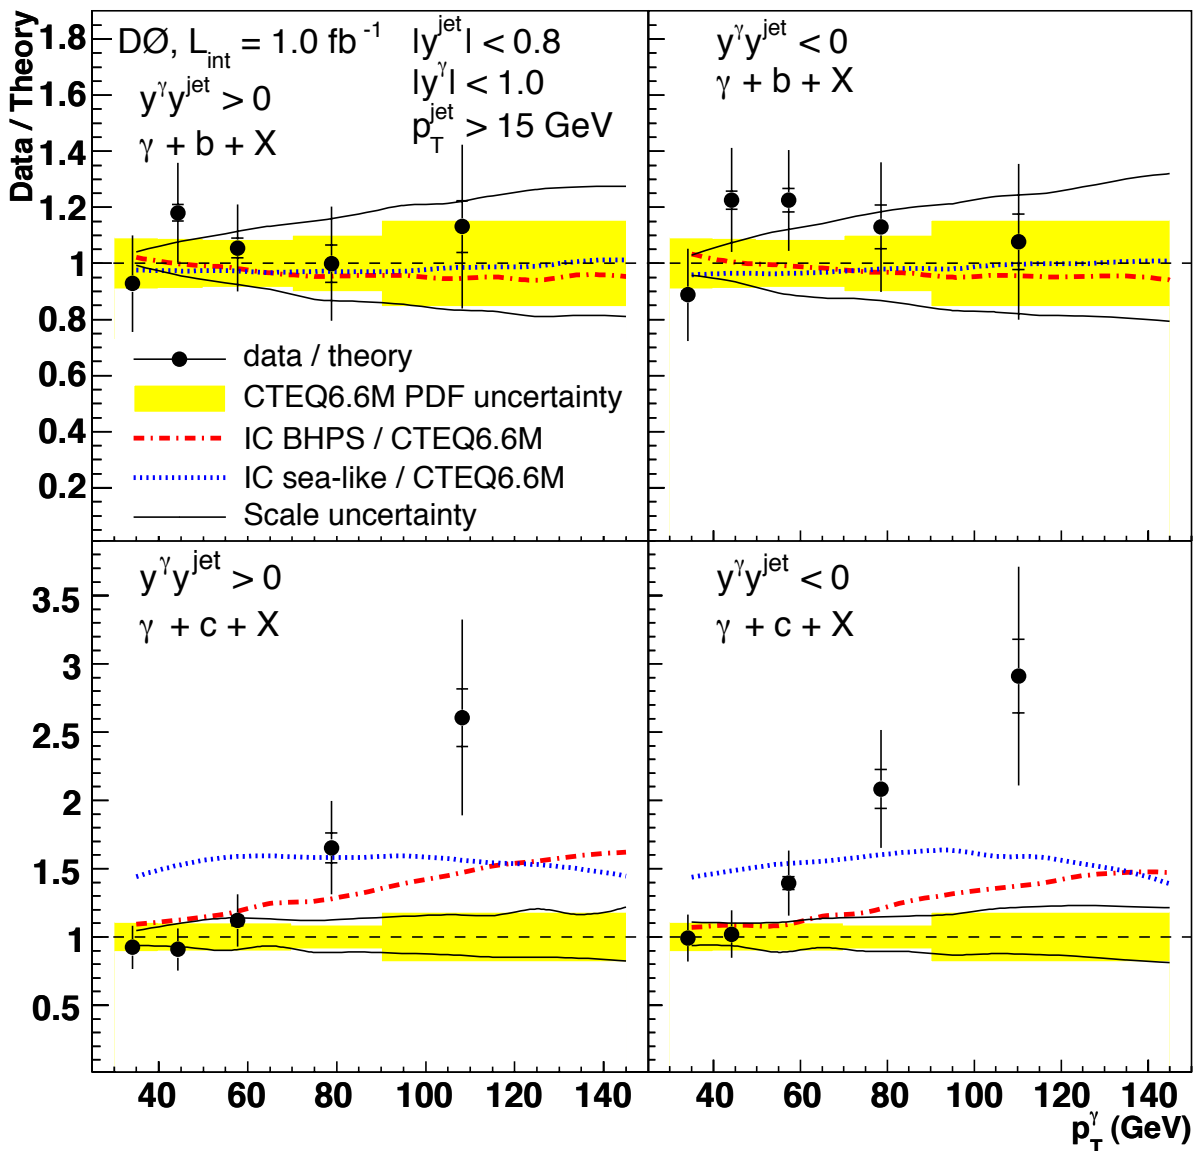 Data / Theory
1.8
1.6
1.4
1.2
1
0.8
0.6
0.4
0.2
DØ, L_int = 1.0 fb^-1
|y^jet| < 0.8
|y^γ| < 1.0
p_T^jet > 15 GeV
y^γ y^jet > 0
γ + b + X
data / theory
CTEQ6.6M PDF uncertainty
IC BHPS / CTEQ6.6M
IC sea-like / CTEQ6.6M
Scale uncertainty
y^γ y^jet < 0
γ + b + X
3.5
3
2.5
2
1.5
1
0.5
y^γ y^jet > 0
γ + c + X
y^γ y^jet < 0
γ + c + X
40 60 80 100 120 140
40 60 80 100 120 140
p_T^γ (GeV)